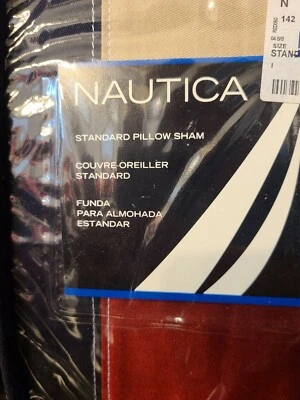 NAUTICA
STANDARD PILLOW SHAM
COUVRE-OREILLER
STANDARD
FUNDA
PARA ALMOHADA
ESTANDAR
N
142
SIZE
STAND